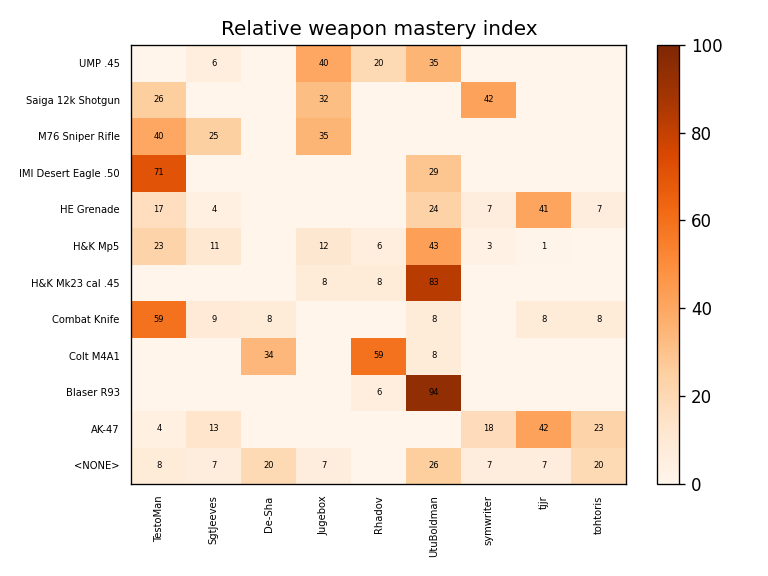 Relative weapon mastery index
UMP .45 6 40 20 35
Saiga 12k Shotgun 26 32 42
M76 Sniper Rifle 40 25 35
IMI Desert Eagle .50 71 29
HE Grenade 17 4 24 7 41 7
H&K Mp5 23 11 12 6 43 3 1
H&K Mk23 cal .45 8 8 83
Combat Knife 59 9 8 8 8 8
Colt M4A1 34 59 8
Blaser R93 6 94
AK-47 4 13 18 42 23
<NONE> 8 7 20 7 26 7 7 20
TestoMan SgtJeeves De-Sha Jugebox Rhadov UtuBoldman symwriter tjjr tohtoris
100
80
60
40
20
0